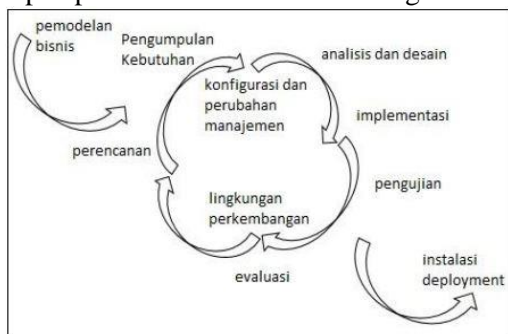 pemodelan
bisnis
Pengumpulan
Kebutuhan
analisis dan desain
konfigurasi dan
perubahan
manajemen
implementasi
perencanan
pengujian
lingkungan
perkembangan
evaluasi
instalasi
deployment